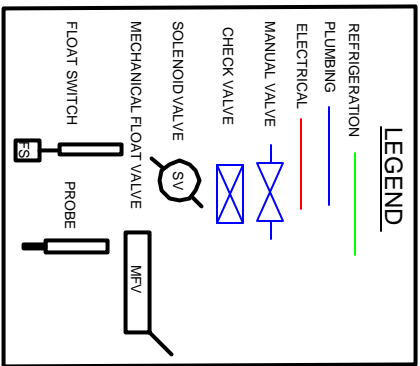 LEGEND
REFRIGERATION
PLUMBING
ELECTRICAL
MANUAL VALVE
CHECK VALVE
SOLENOID VALVE
SV
MECHANICAL FLOAT VALVE
MFV
FLOAT SWITCH
FS
PROBE